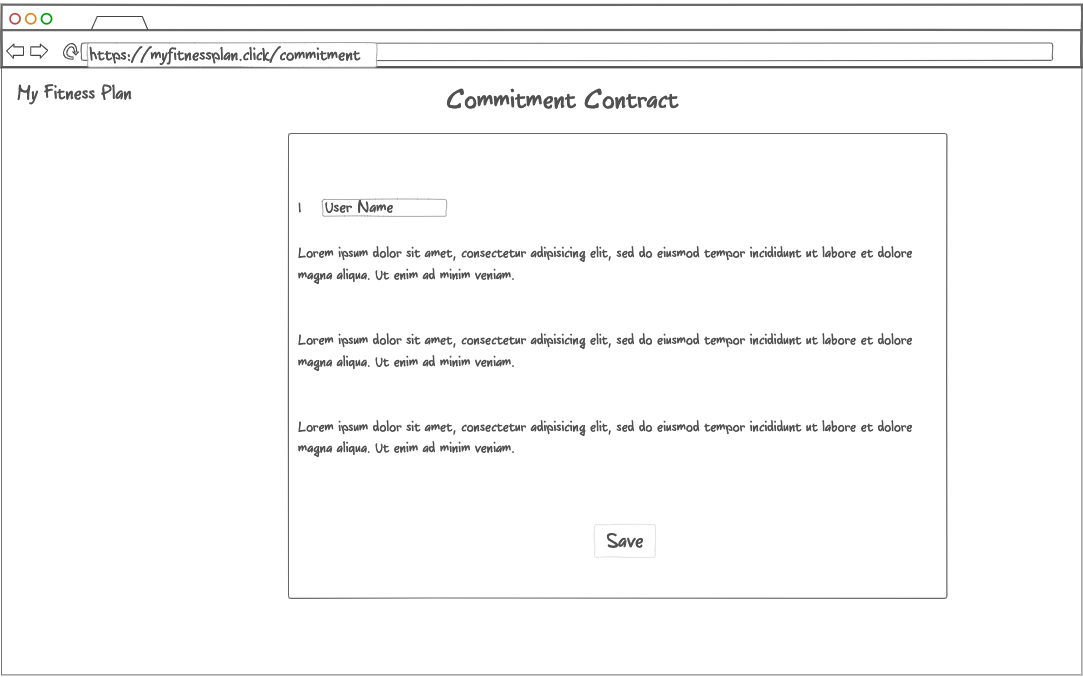 https://myfitnessplan.click/commitment
My Fitness Plan
Commitment Contract
I User Name
Lorem ipsum dolor sit amet, consectetur adipisicing elit, sed do eiusmod tempor incididunt ut labore et dolore
magna aliqua. Ut enim ad minim veniam.
Lorem ipsum dolor sit amet, consectetur adipisicing elit, sed do eiusmod tempor incididunt ut labore et dolore
magna aliqua. Ut enim ad minim veniam.
Lorem ipsum dolor sit amet, consectetur adipisicing elit, sed do eiusmod tempor incididunt ut labore et dolore
magna aliqua. Ut enim ad minim veniam.
Save